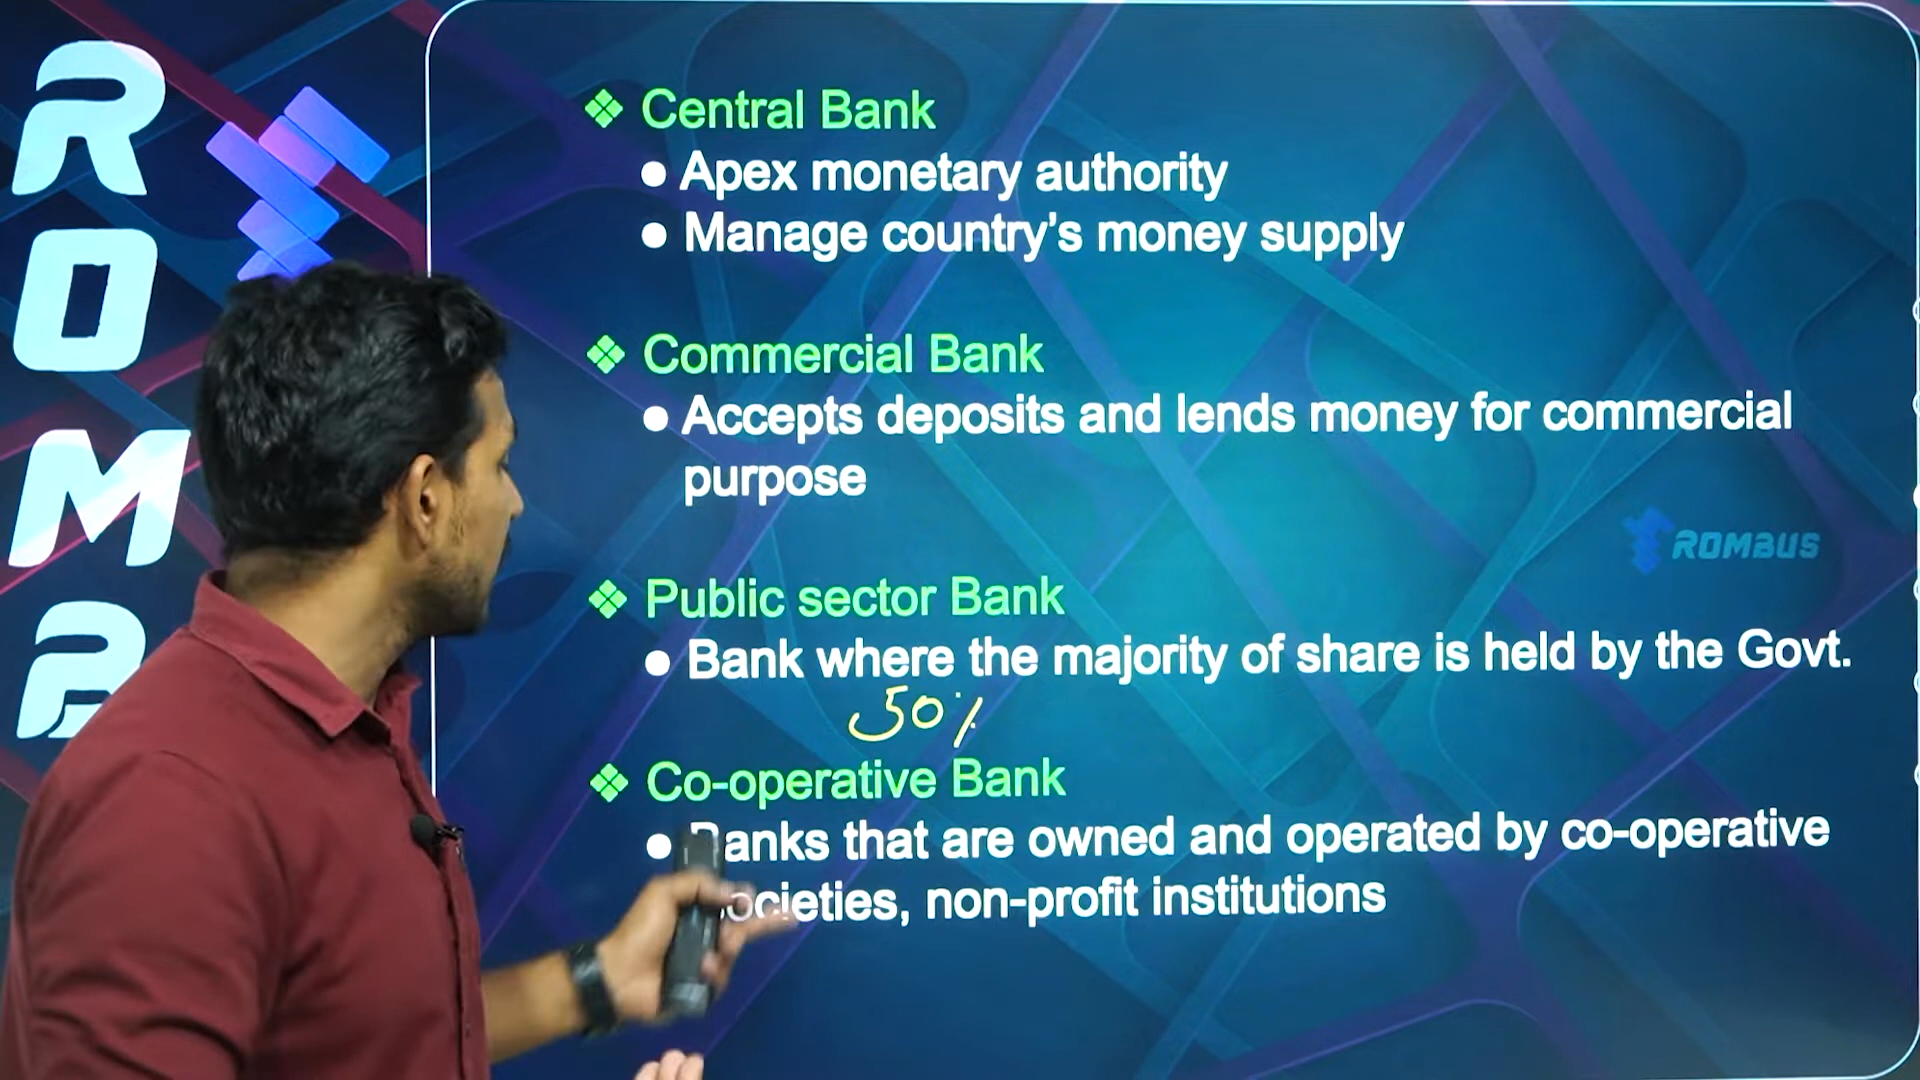 ROMB
❖ Central Bank
● Apex monetary authority
● Manage country's money supply
❖ Commercial Bank
● Accepts deposits and lends money for commercial
purpose
ROMBUS
❖ Public sector Bank
● Bank where the majority of share is held by the Govt.
50%
❖ Co-operative Bank
● Banks that are owned and operated by co-operative
societies, non-profit institutions